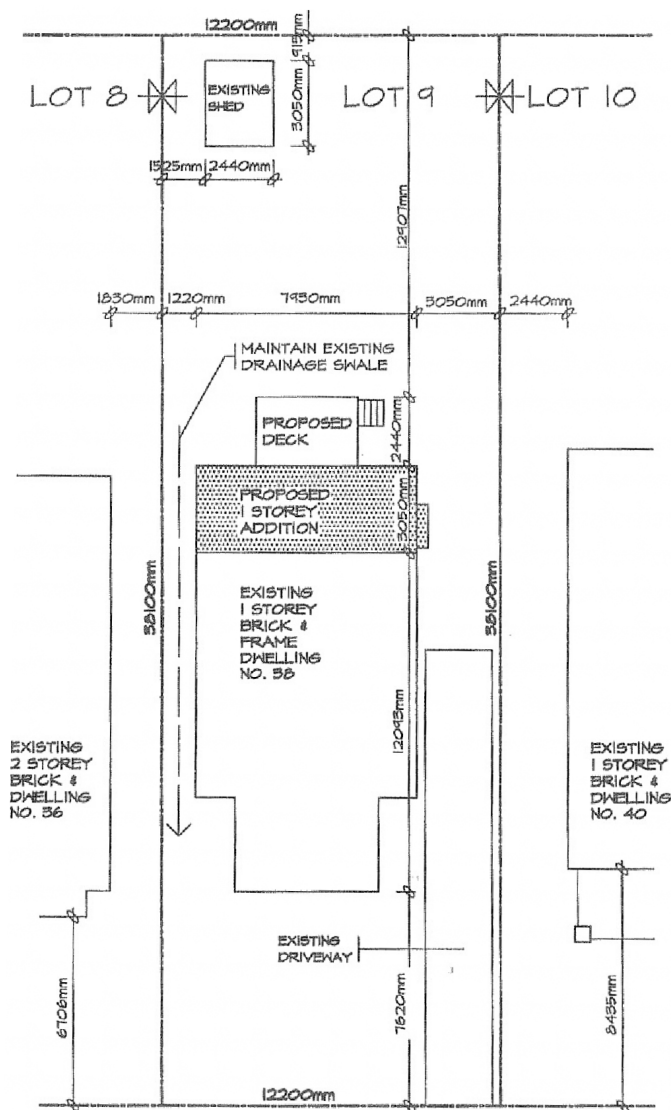 12200mm
915mm
LOT 8
EXISTING
SHED
3050mm
LOT 9
LOT 10
1525mm
2440mm
12907mm
1830mm
1220mm
7930mm
3050mm
2440mm
MAINTAIN EXISTING
DRAINAGE SWALE
PROPOSED
DECK
2440mm
PROPOSED
1 STOREY
ADDITION
3050mm
38100mm
EXISTING
1 STOREY
BRICK &
FRAME
DWELLING
NO. 38
38100mm
12093mm
EXISTING
2 STOREY
BRICK &
DWELLING
NO. 36
EXISTING
1 STOREY
BRICK &
DWELLING
NO. 40
EXISTING
DRIVEWAY
6706mm
7620mm
8435mm
12200mm